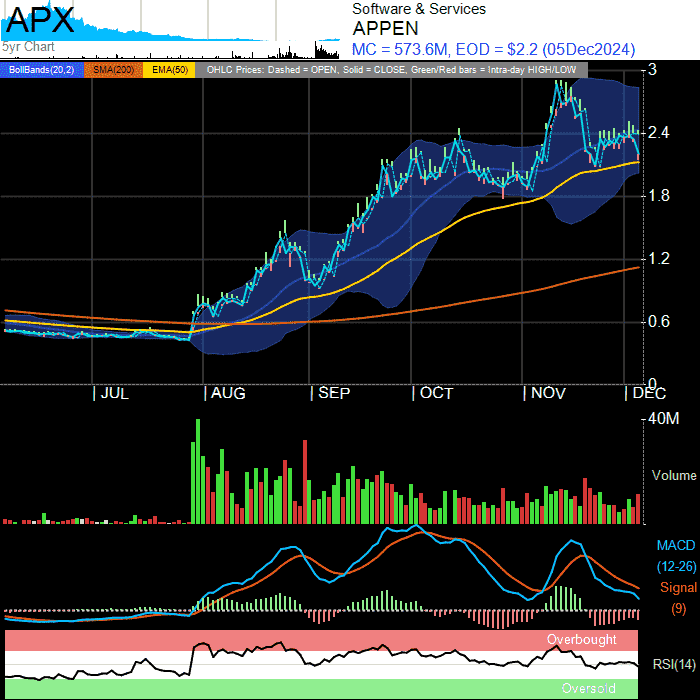 APX
5yr Chart
Software & Services
APPEN
MC = 573.6M, EOD = $2.2 (05Dec2024)
BollBands(20,2) SMA(200) EMA(50) OHLC Prices: Dashed = OPEN, Solid = CLOSE, Green/Red bars = Intra-day HIGH/LOW
3
2.4
1.8
1.2
0.6
0
| JUL | AUG | SEP | OCT | NOV | DEC
40M
Volume
MACD
(12-26)
Signal
(9)
Overbought
RSI(14)
Oversold